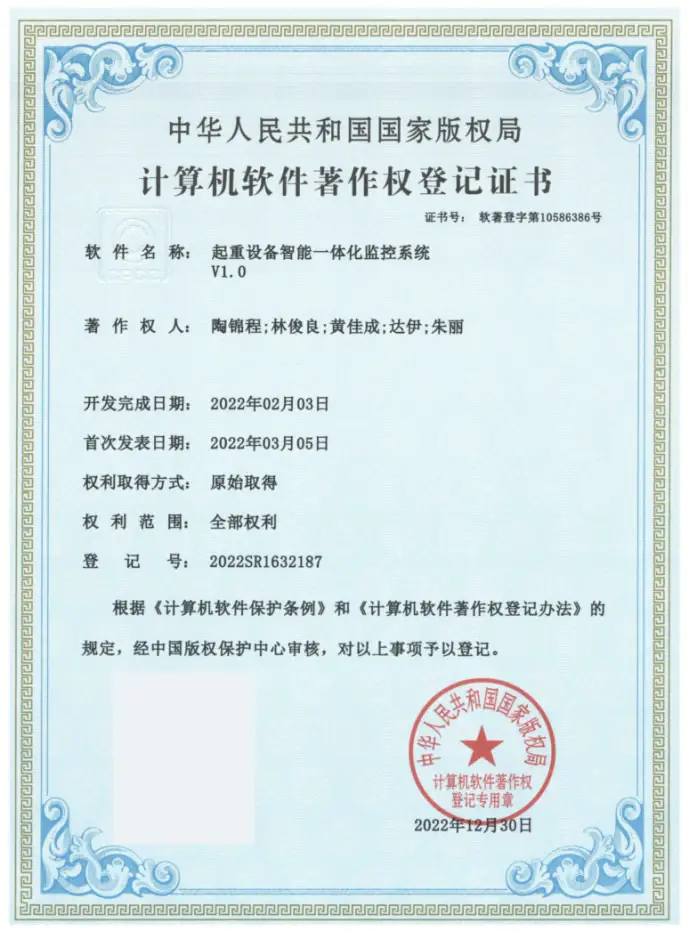 中华人民共和国国家版权局
计算机软件著作权登记证书
证书号： 软著登字第10586386号
软件名称： 起重设备智能一体化监控系统
V1.0
著作权人： 陶锦程;林俊良;黄佳成;达伊;朱丽
开发完成日期： 2022年02月03日
首次发表日期： 2022年03月05日
权利取得方式： 原始取得
权利范围： 全部权利
登记号： 2022SR1632187
根据《计算机软件保护条例》和《计算机软件著作权登记办法》的
规定，经中国版权保护中心审核，对以上事项予以登记。
中华人民共和国国家版权局
计算机软件著作权
登记专用章
2022年12月30日